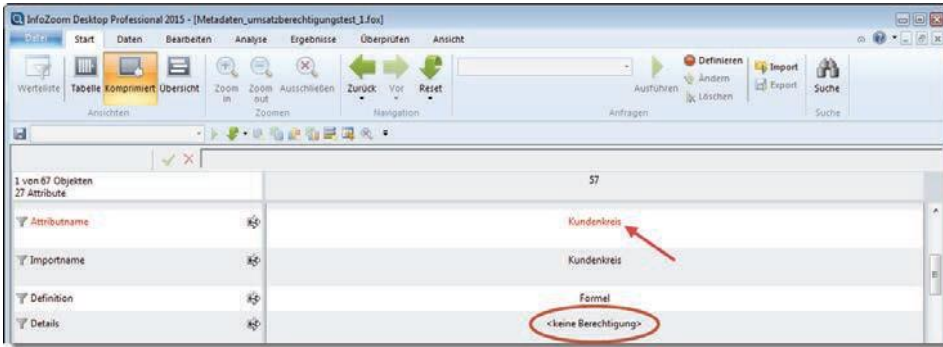 InfoZoom Desktop Professional 2015 - [Metadaten_umsatzberechtigungstest_1.fox]
Datei Start Daten Bearbeiten Analyse Ergebnisse Überprüfen Ansicht
Werteliste Tabelle Komprimiert Übersicht
Ansichten
Zoom in Zoom out Ausschließen
Zoomen
Zurück Vor Reset
Navigation
Ausführen
Definieren
Ändern
Löschen
Import
Export
Anfragen
Suche
Suche
1 von 67 Objekten
27 Attribute
57
Attributname Kundenkreis
Importname Kundenkreis
Definition Formel
Details <keine Berechtigung>